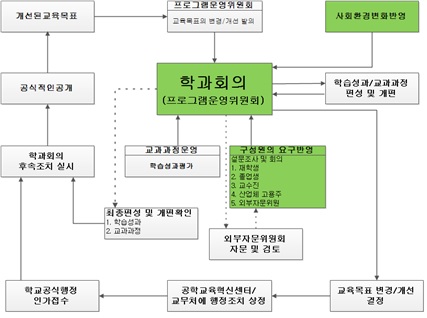 개선된교육목표
프로그램운영위원회
교육목표의 변경/개선 발의
사회환경변화반영
학과회의
(프로그램운영위원회)
공식적인공개
학습성과/교과과정
편성 및 개편
학과회의
후속조치 실시
교과과정운영
학습성과평가
구성원의 요구반영
설문조사 및 회의
1. 재학생
2. 졸업생
3. 교수진
4. 산업체 고용주
5. 외부자문위원
최종편성 및 개편확인
1. 학습성과
2. 교과과정
외부자문위원회
자문 및 검토
학교공식행정
인가접수
공학교육혁신센터/
교무처에 행정조치 상정
교육목표 변경/개선
결정